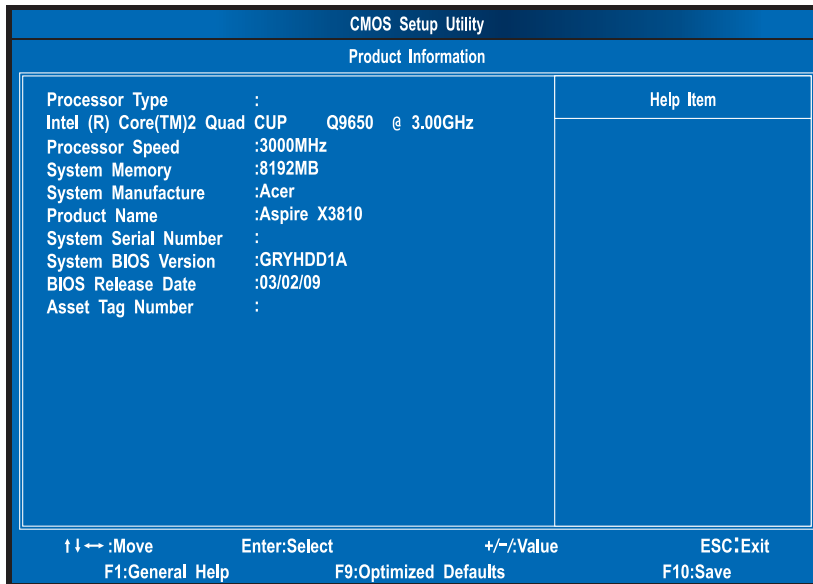 CMOS Setup Utility
Product Information
Processor Type :
Intel (R) Core(TM)2 Quad CUP Q9650 @ 3.00GHz
Processor Speed :3000MHz
System Memory :8192MB
System Manufacture :Acer
Product Name :Aspire X3810
System Serial Number :
System BIOS Version :GRYHDD1A
BIOS Release Date :03/02/09
Asset Tag Number :
Help Item
↑↓↔:Move Enter:Select +/-/:Value ESC:Exit
F1:General Help F9:Optimized Defaults F10:Save